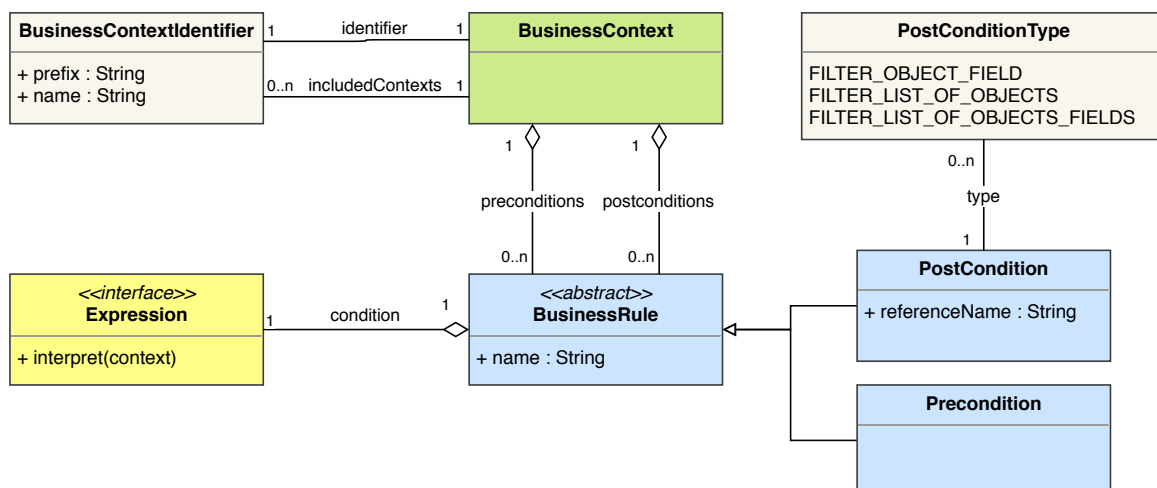 BusinessContextIdentifier
+ prefix : String
+ name : String
1 identifier 1
0..n includedContexts 1
BusinessContext
PostConditionType
FILTER_OBJECT_FIELD
FILTER_LIST_OF_OBJECTS
FILTER_LIST_OF_OBJECTS_FIELDS
1
1
preconditions
postconditions
0..n
0..n
0..n
type
1
<<interface>>
Expression
+ interpret(context)
1 condition 1
<<abstract>>
BusinessRule
+ name : String
PostCondition
+ referenceName : String
Precondition